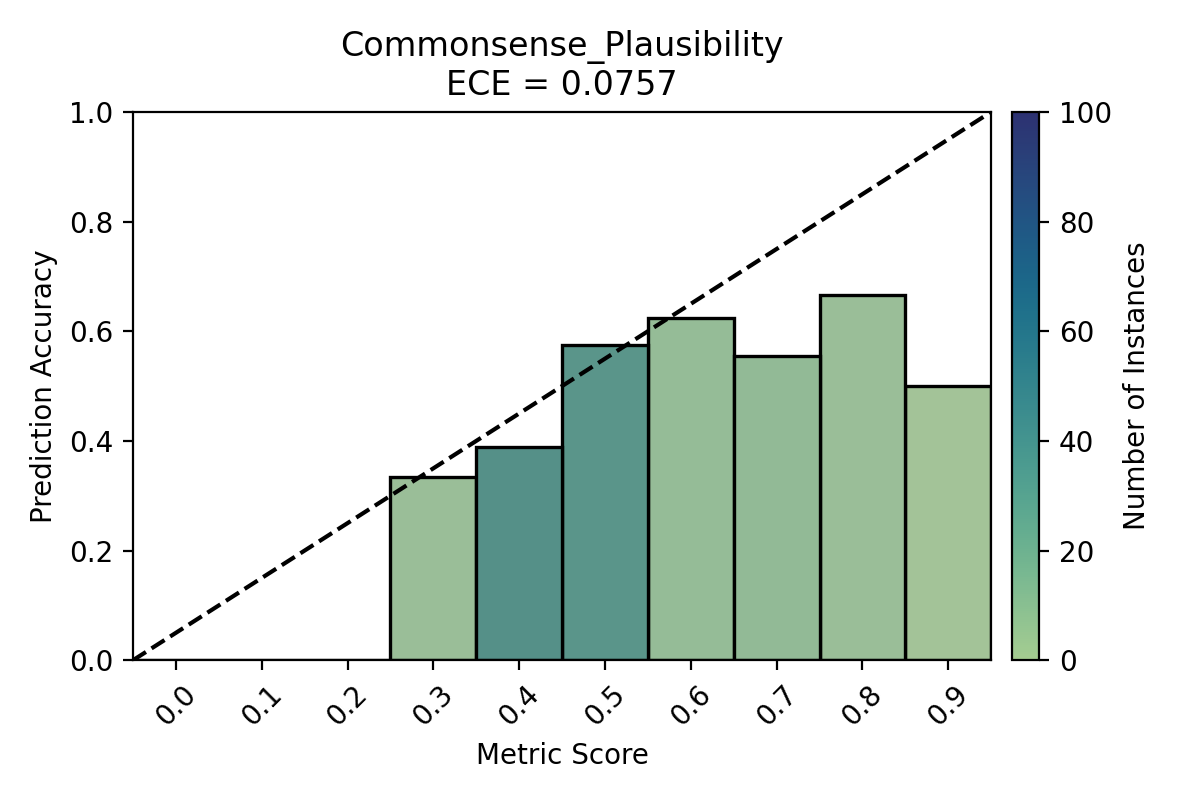 Commonsense_Plausibility
ECE = 0.0757
Prediction Accuracy
1.0
0.8
0.6
0.4
0.2
0.0
0.0 0.1 0.2 0.3 0.4 0.5 0.6 0.7 0.8 0.9
Metric Score
100
80
60
40
20
0
Number of Instances